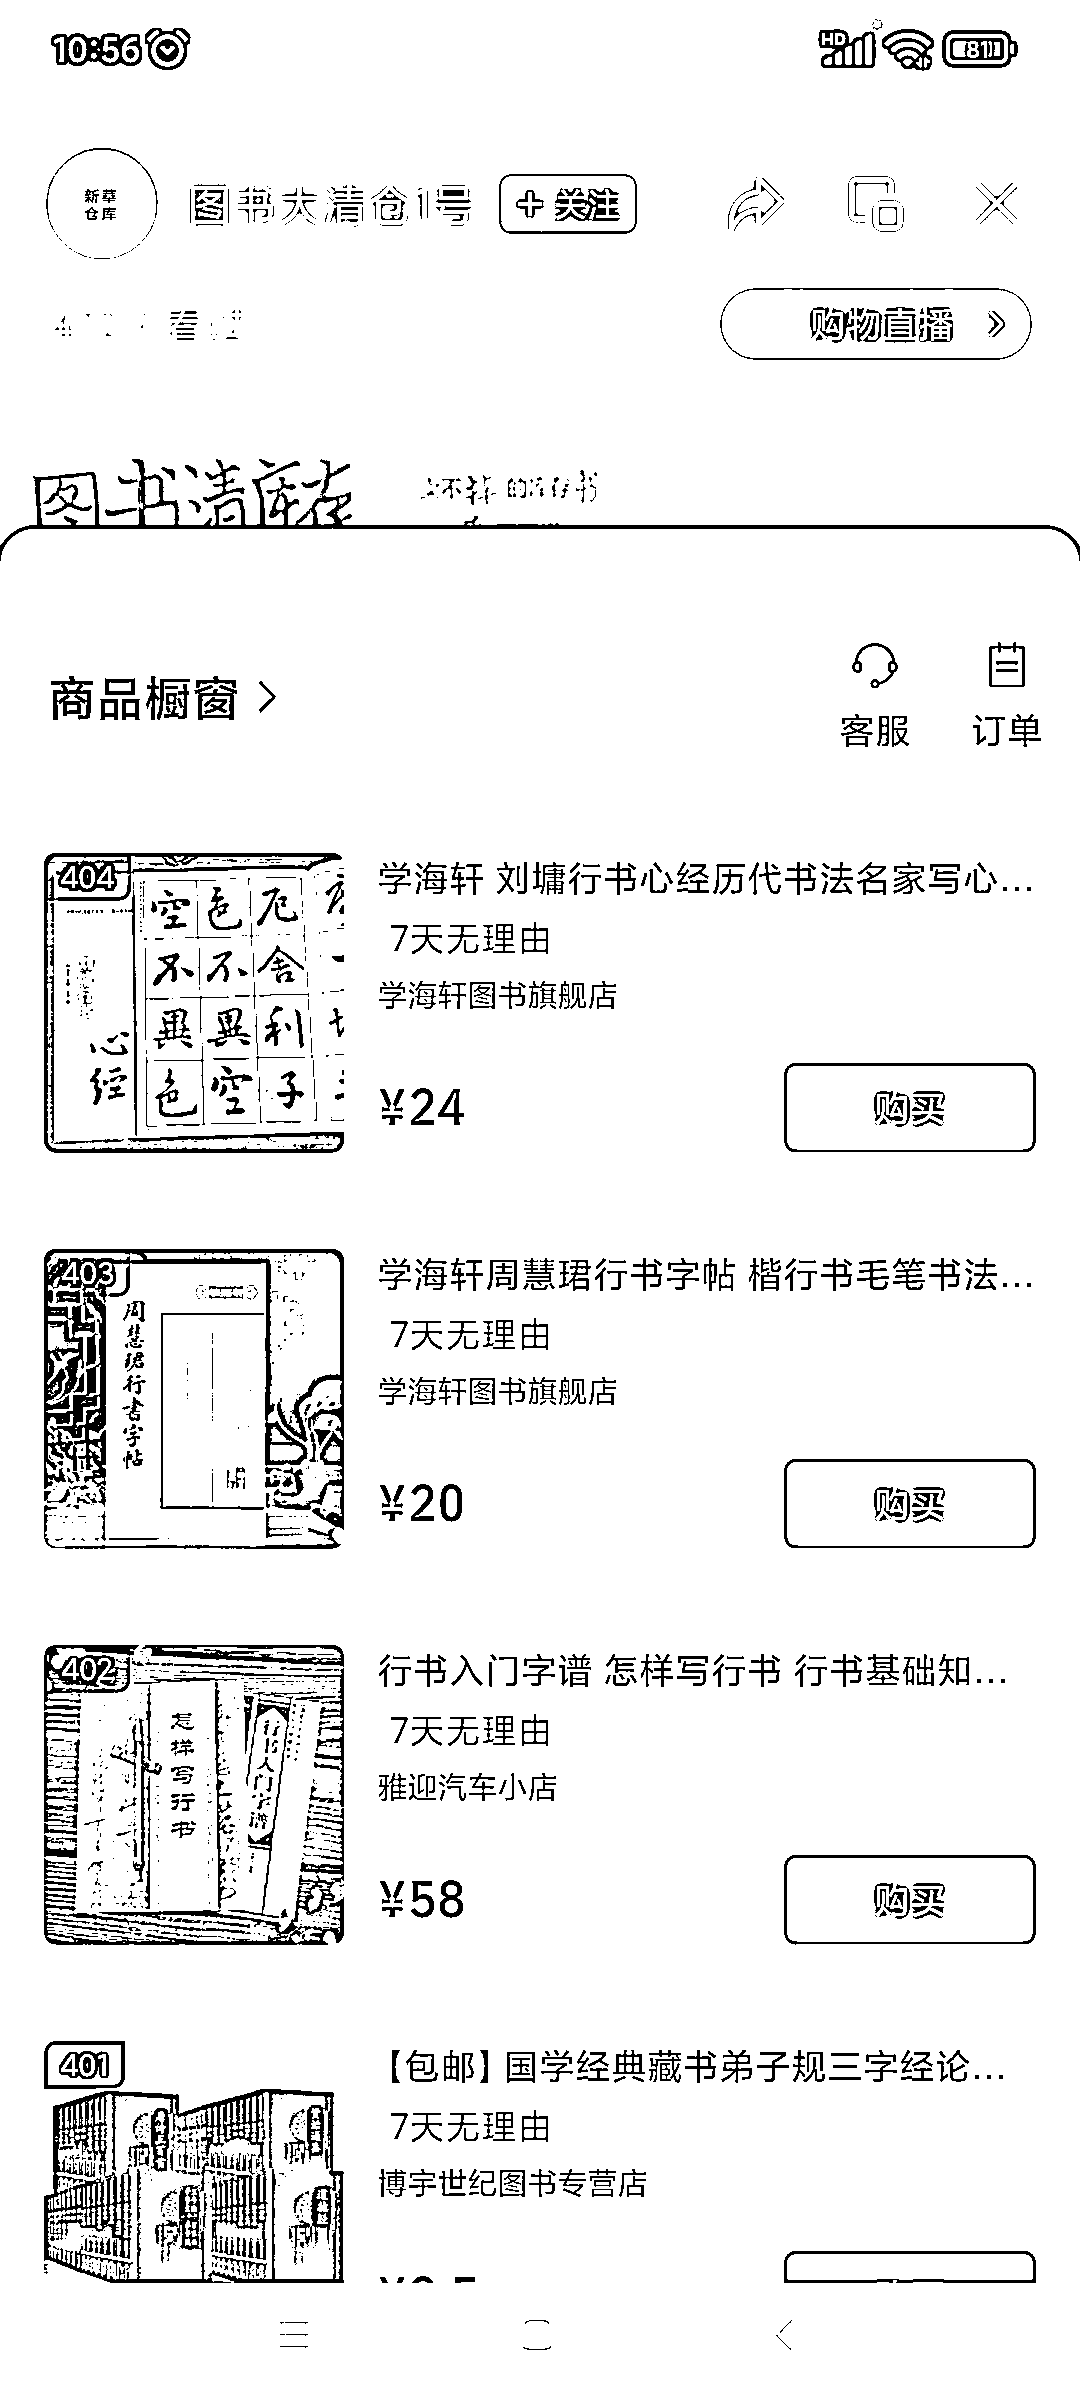 10:56
HD
81
新華
仓库
图书大清仓1号
+ 关注
看过
购物直播
图书清库存
的库存书
商品橱窗
客服
订单
404
空 色 厄
不 不 舍
異 異 利
色 空 子
心
经
学海轩 刘墉行书心经历代书法名家写心...
7天无理由
学海轩图书旗舰店
¥24
购买
403
周慧珺行書字帖
学海轩周慧珺行书字帖 楷行书毛笔书法...
7天无理由
学海轩图书旗舰店
¥20
购买
402
怎样写行书
行书入门字谱
行书入门字谱 怎样写行书 行书基础知...
7天无理由
雅迎汽车小店
¥58
购买
401
【包邮】国学经典藏书弟子规三字经论...
7天无理由
博宇世纪图书专营店